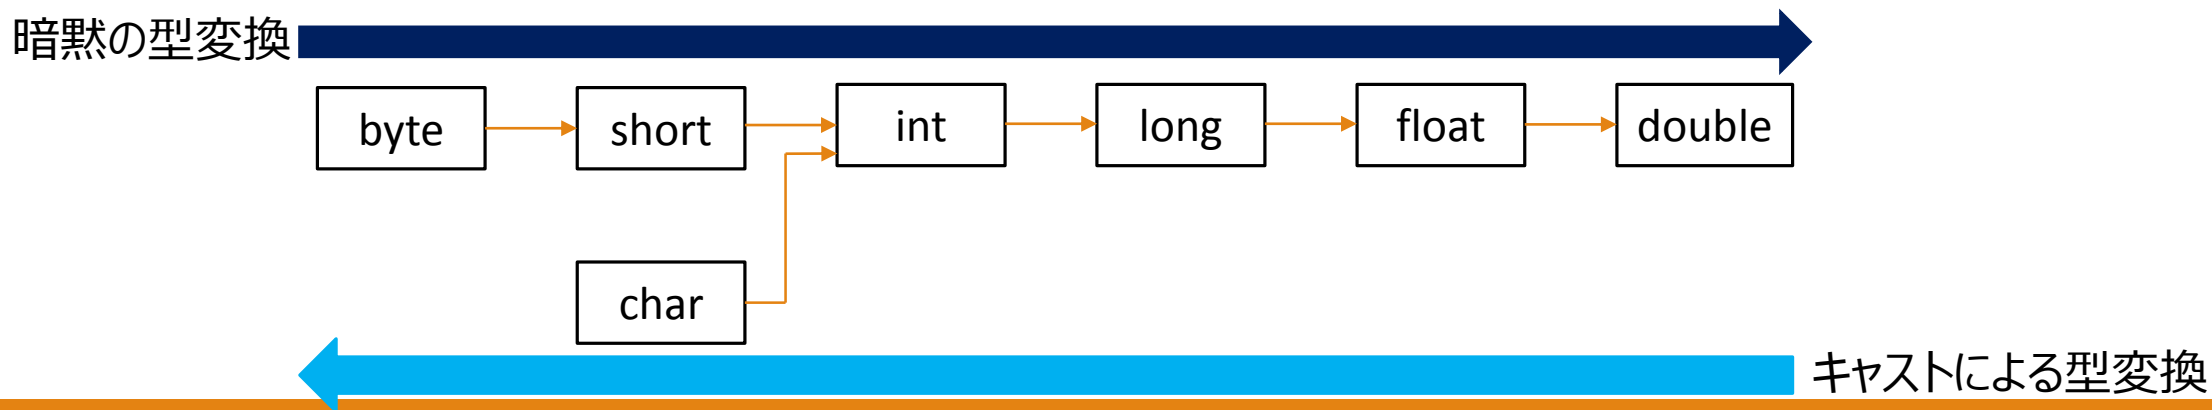 暗黙の型変換
byte
short
int
long
float
double
char
キャストによる型変換